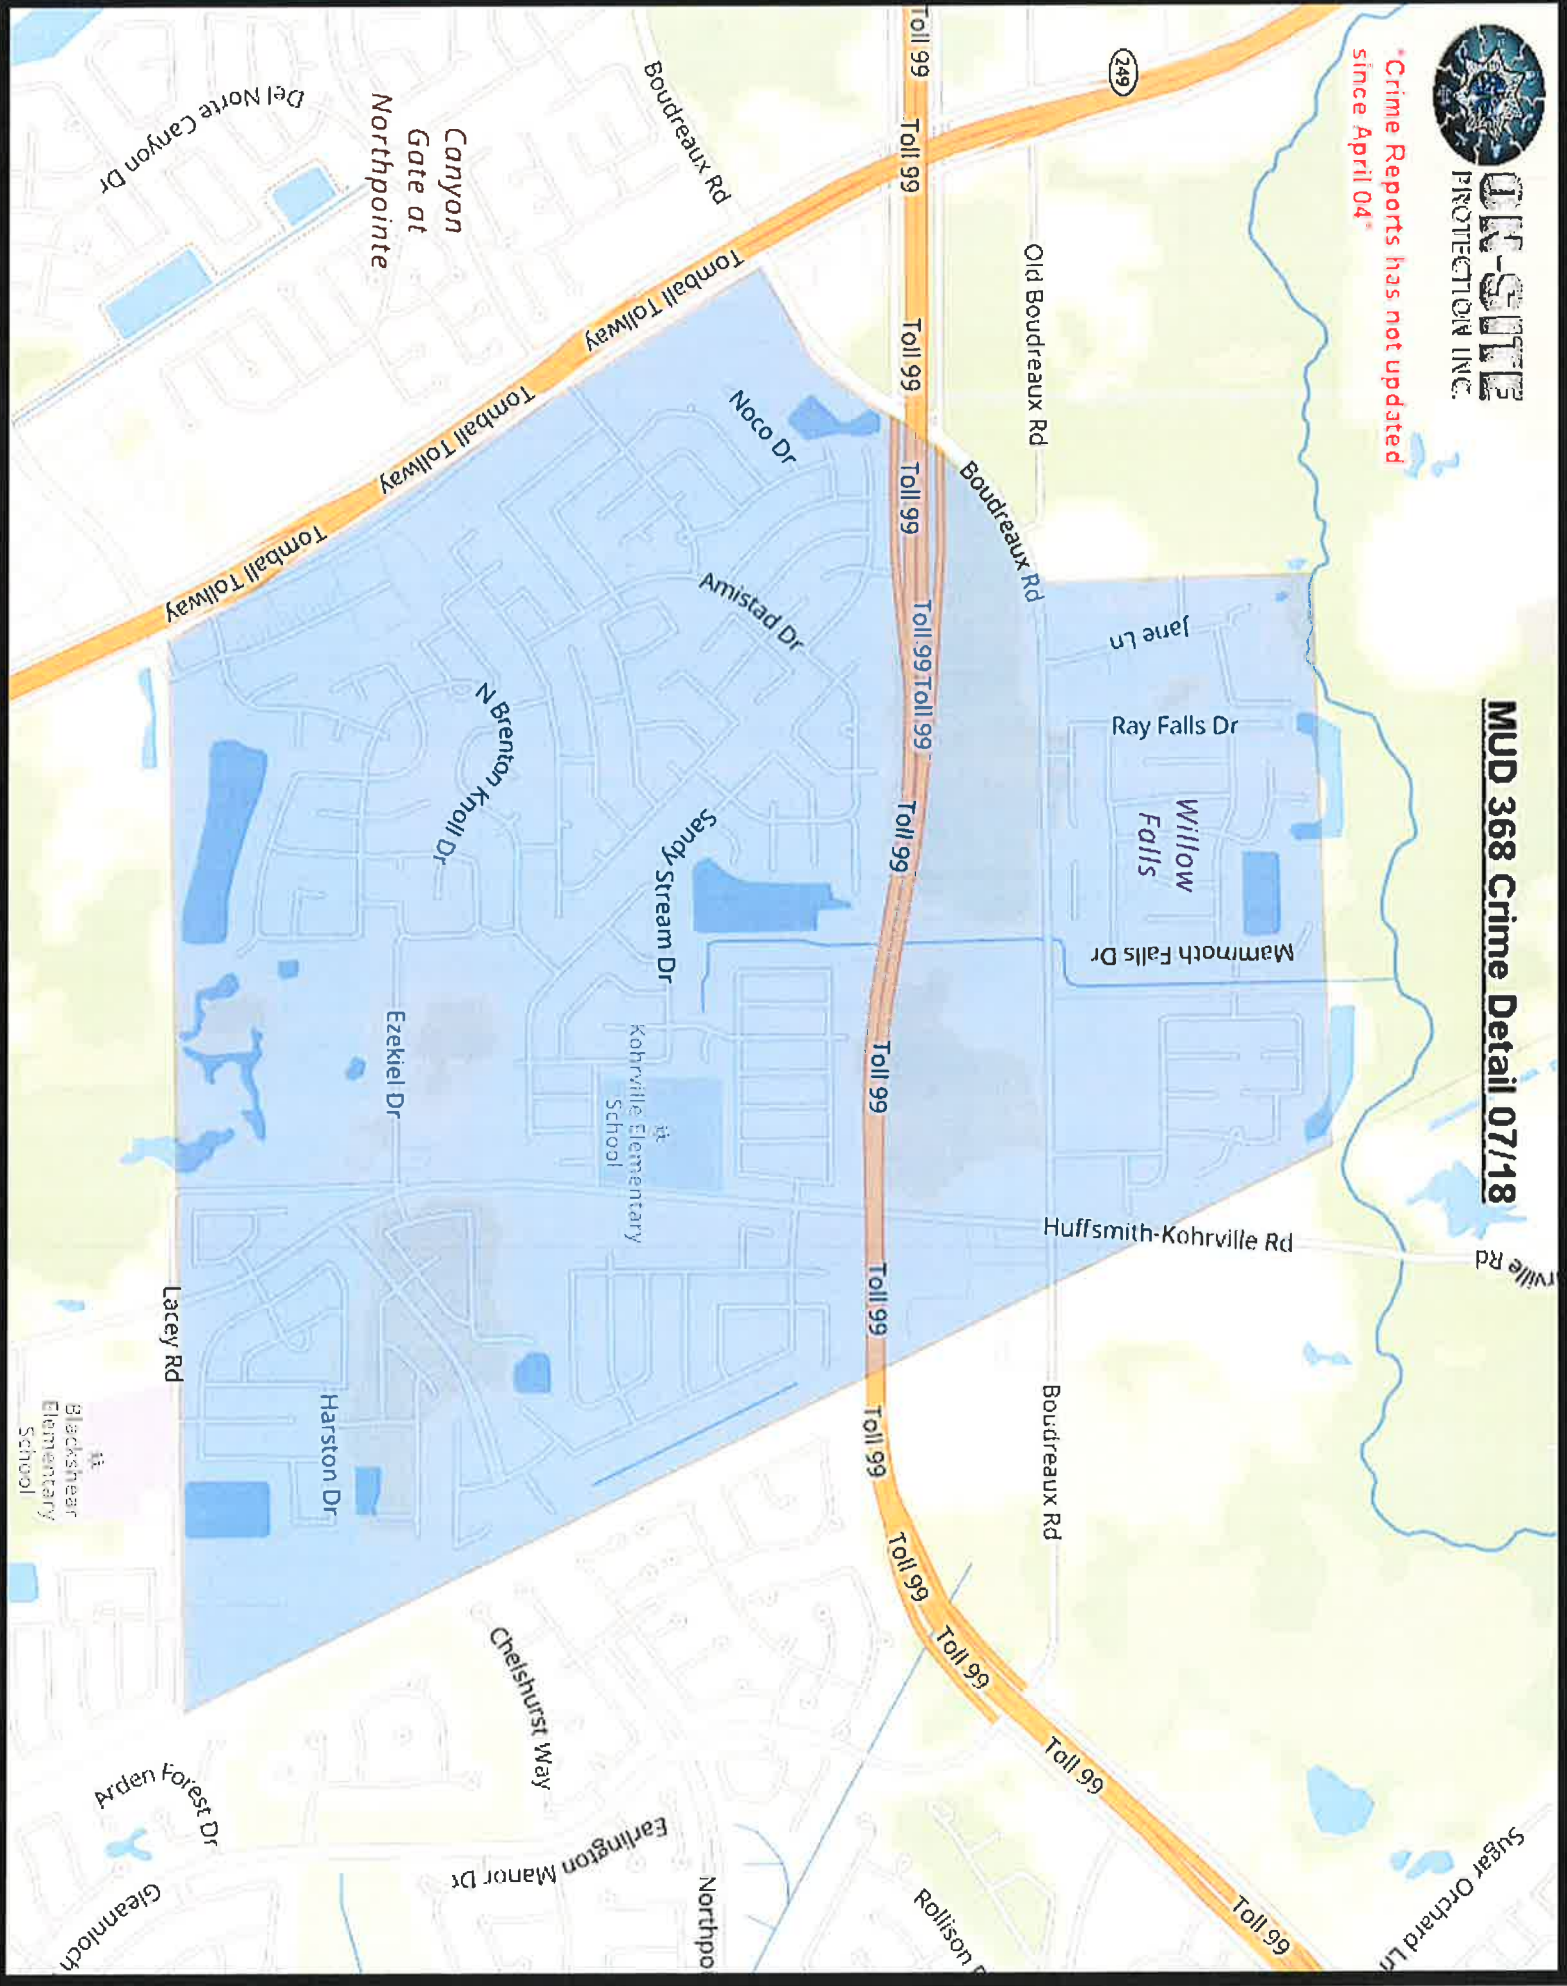 ON-SITE
PROTECTION INC.
MUD 368 Crime Detail 07/18
*Crime Reports has not updated
since April 04*
249
Toll 99
Toll 99
Toll 99
Toll 99
Toll 99
Toll 99
Toll 99
Toll 99
Toll 99
Toll 99
Toll 99
Toll 99
Toll 99
Toll 99
Old Boudreaux Rd
Boudreaux Rd
Boudreaux Rd
Boudreaux Rd
Jane Ln
Ray Falls Dr
Willow
Falls
Mammoth Falls Dr
Huffsmith-Kohrville Rd
rville Rd
Sugar Orchard Ln
Del Norte Canyon Dr
Canyon
Gate at
Northpointe
Tomball Tollway
Tomball Tollway
Tomball Tollway
Noco Dr
Amistad Dr
N Brenton Knoll Dr
Sandy Stream Dr
Kohrville Elementary
School
Ezekiel Dr
Harston Dr
Lacey Rd
Blackshear
Elementary
School
Chelshurst Way
Arden Forest Dr
Earlington Manor Dr
Gleannloch
Northpo
Rollison